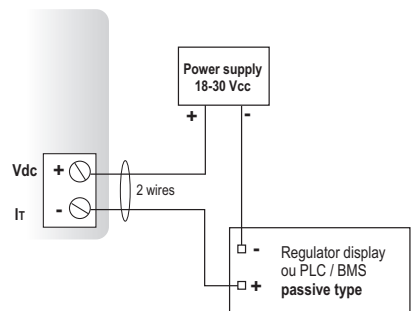 Power supply
18-30 Vcc
+ -
Vdc + 
2 wires
IT -
- Regulator display
ou PLC / BMS
+ passive type